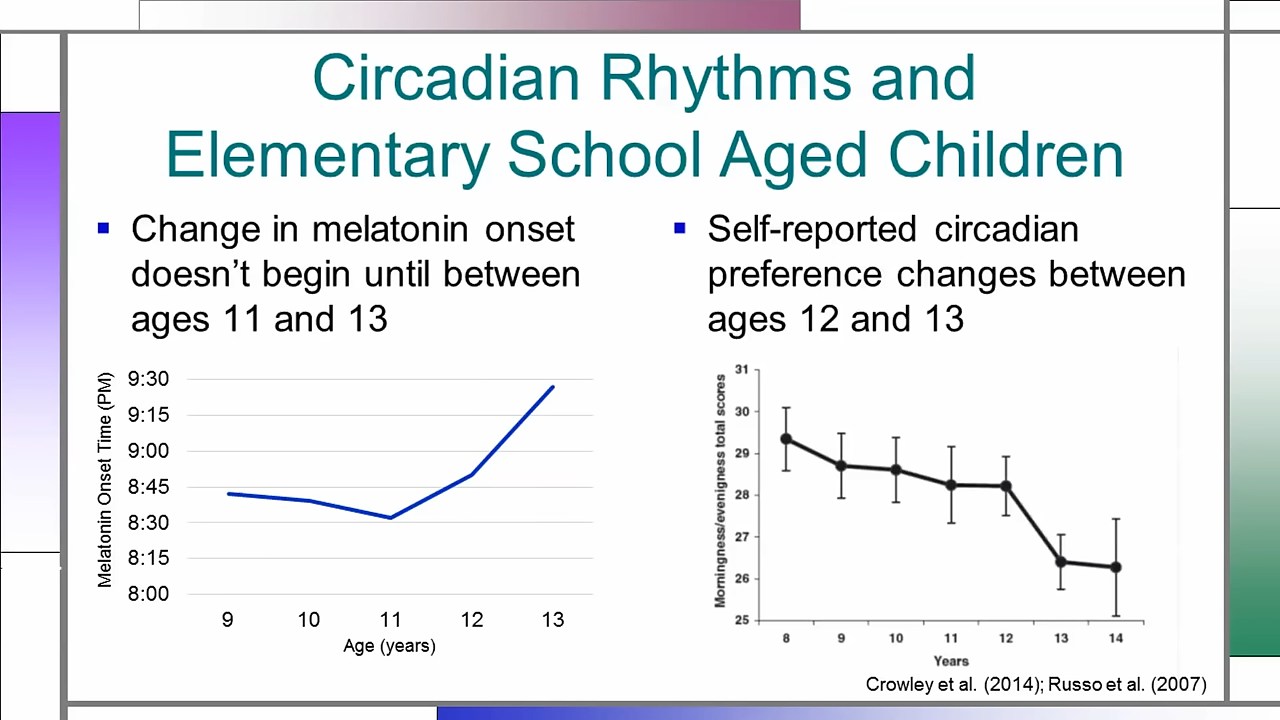 Circadian Rhythms and
Elementary School Aged Children
Change in melatonin onset
doesn’t begin until between
ages 11 and 13
Self-reported circadian
preference changes between
ages 12 and 13
Melatonin Onset Time (PM)
9:30
9:15
9:00
8:45
8:30
8:15
8:00
9 10 11 12 13
Age (years)
Morningness/evenigness total scores
31
30
29
28
27
26
25
8 9 10 11 12 13 14
Years
Crowley et al. (2014); Russo et al. (2007)